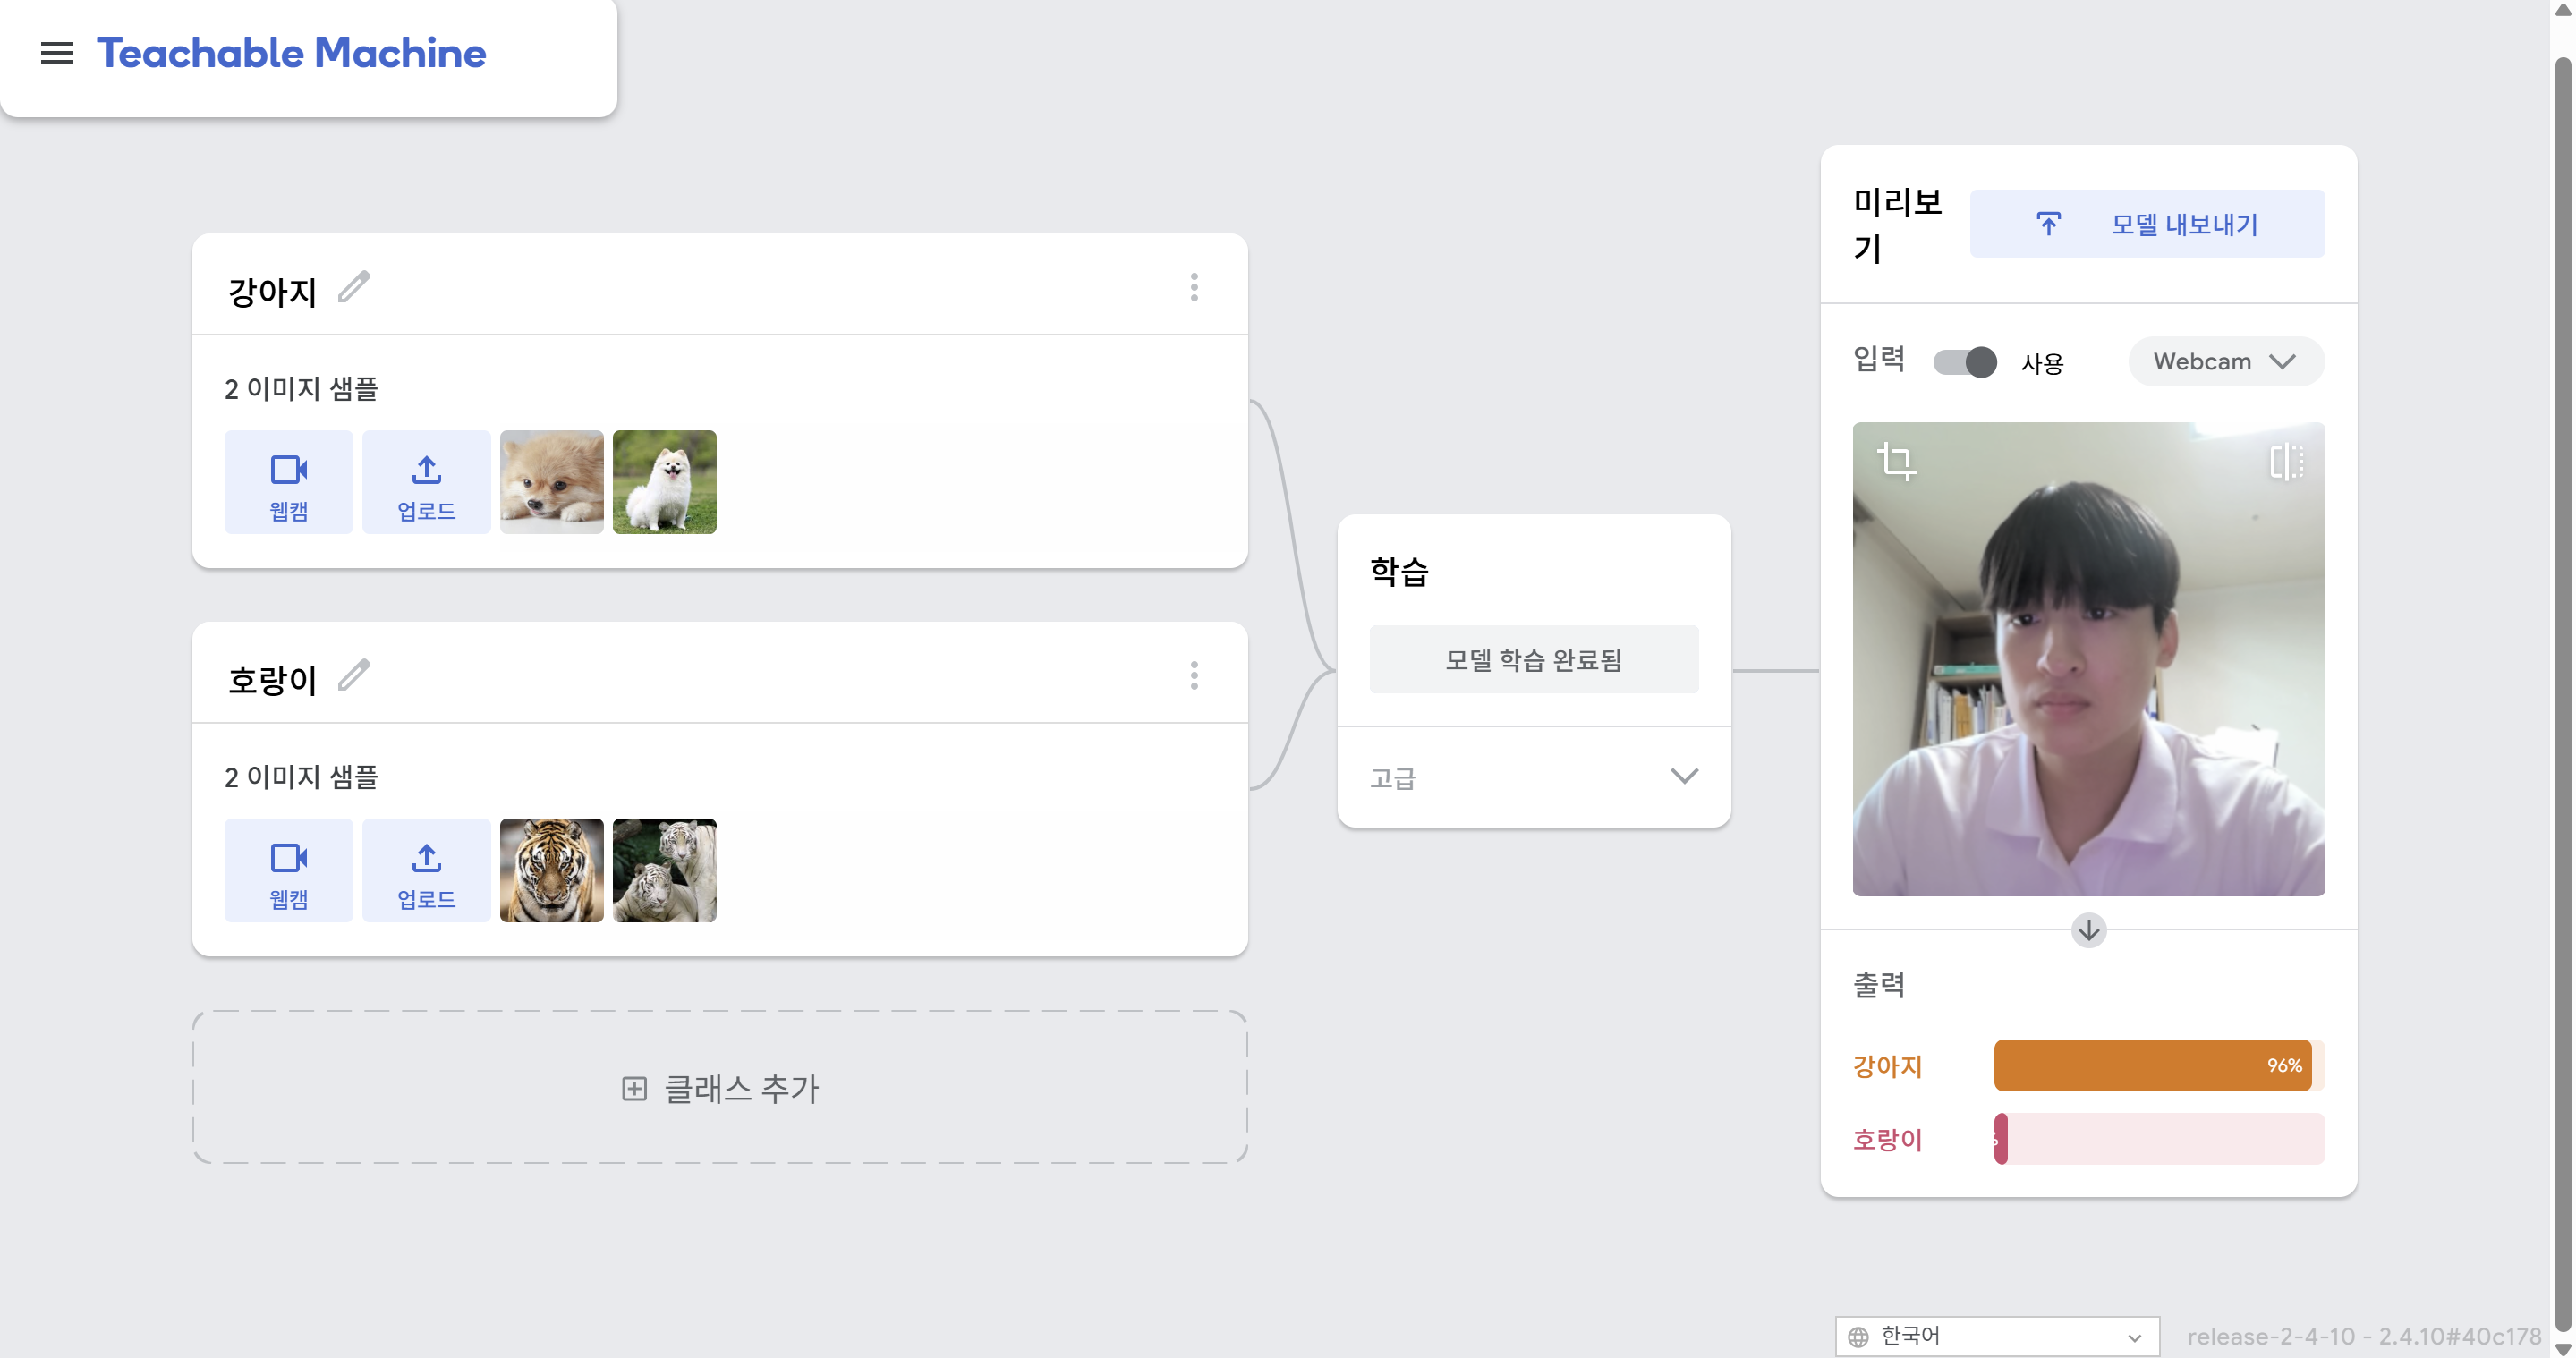 Teachable Machine
강아지
2 이미지 샘플
웹캠
업로드
호랑이
2 이미지 샘플
웹캠
업로드
클래스 추가
학습
모델 학습 완료됨
고급
미리보
기
모델 내보내기
입력
사용
Webcam
출력
강아지
96%
호랑이
한국어
release-2-4-10 - 2.4.10#40c178